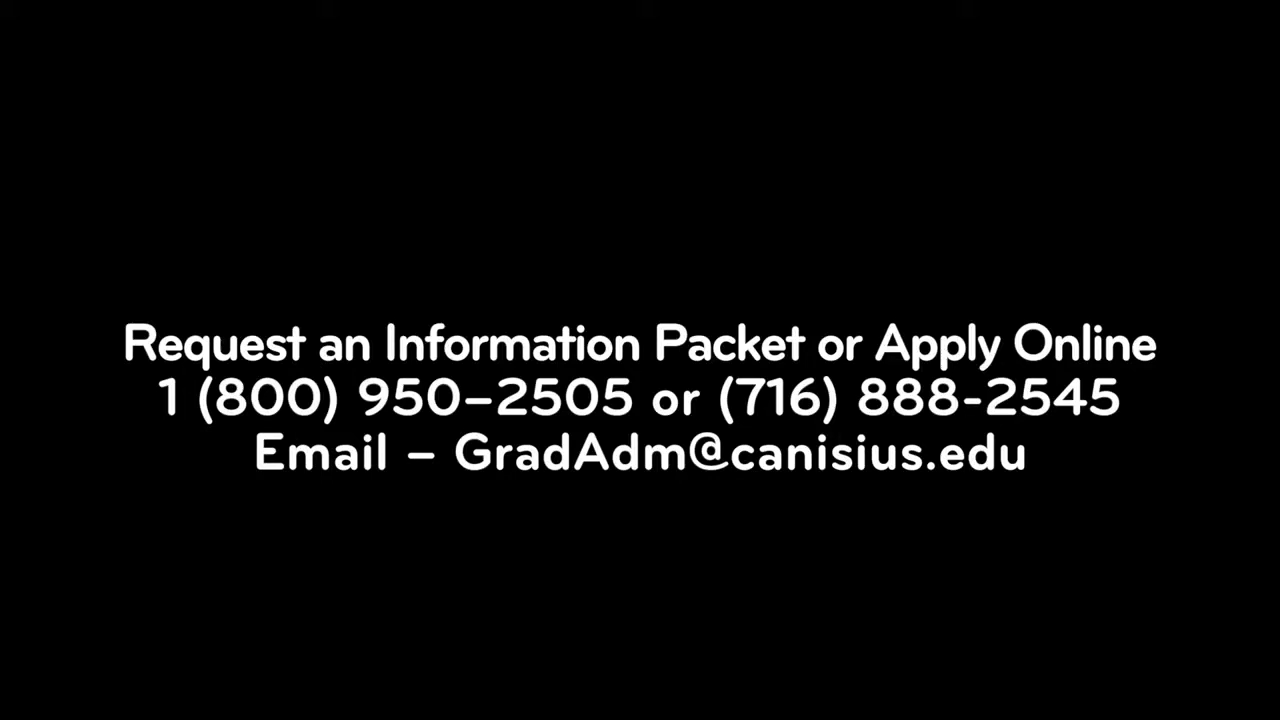 Request an Information Packet or Apply Online
1 (800) 950–2505 or (716) 888-2545
Email – GradAdm@canisius.edu